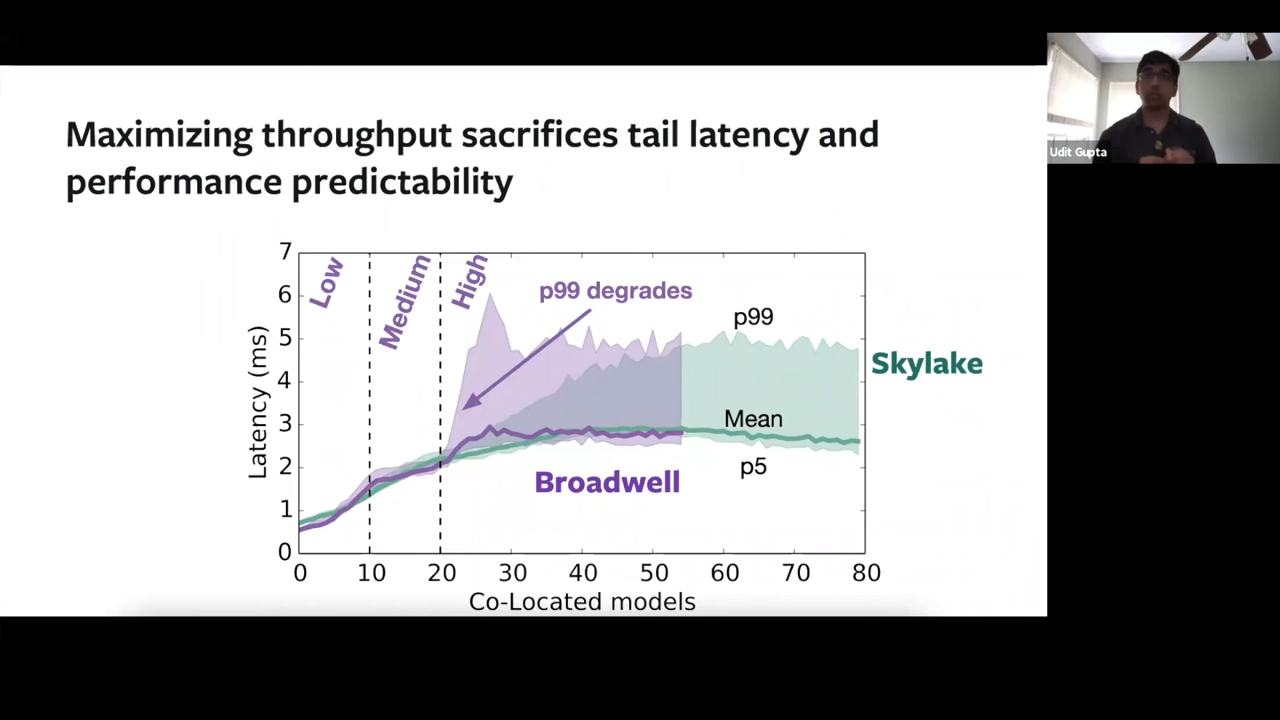 Maximizing throughput sacrifices tail latency and
performance predictability
Udit Gupta
7
6
5
4
3
2
1
0
Latency (ms)
Low
Medium
High
p99 degrades
p99
Skylake
Mean
p5
Broadwell
0 10 20 30 40 50 60 70 80
Co-Located models